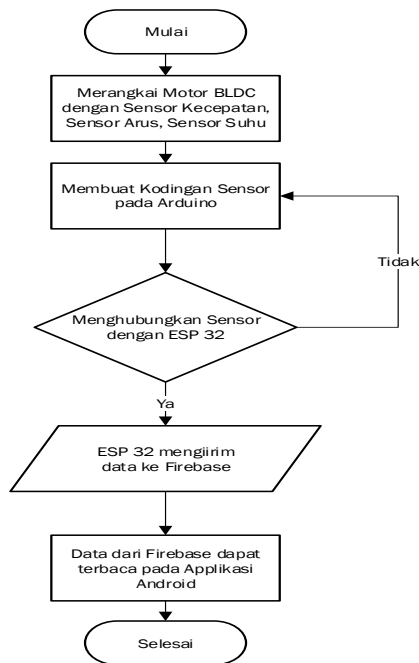 Mulai
Merangkai Motor BLDC
dengan Sensor Kecepatan,
Sensor Arus, Sensor Suhu
Membuat Kodingan Sensor
pada Arduino
Tidak
Menghubungkan Sensor
dengan ESP 32
Ya
ESP 32 mengiirim
data ke Firebase
Data dari Firebase dapat
terbaca pada Applikasi
Android
Selesai